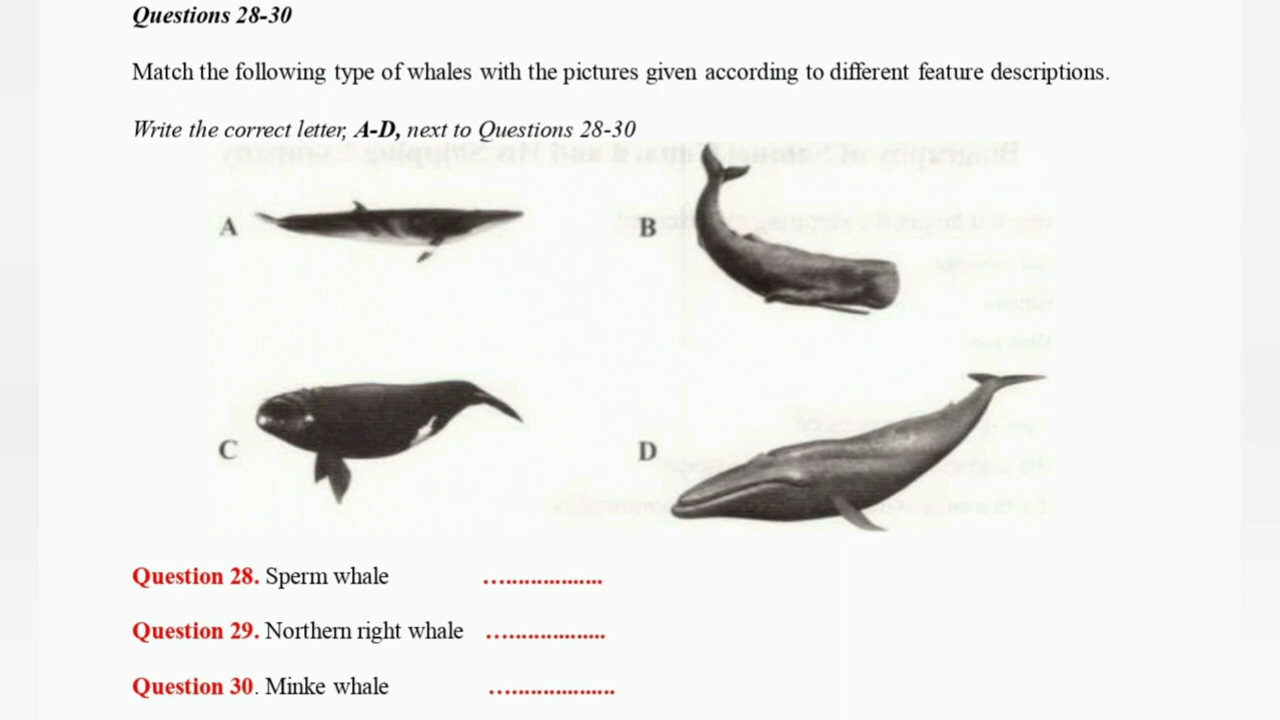 Questions 28-30
Match the following type of whales with the pictures given according to different feature descriptions.
Write the correct letter, A-D, next to Questions 28-30
A
B
C
D
Question 28. Sperm whale ...................
Question 29. Northern right whale ...................
Question 30. Minke whale ....................